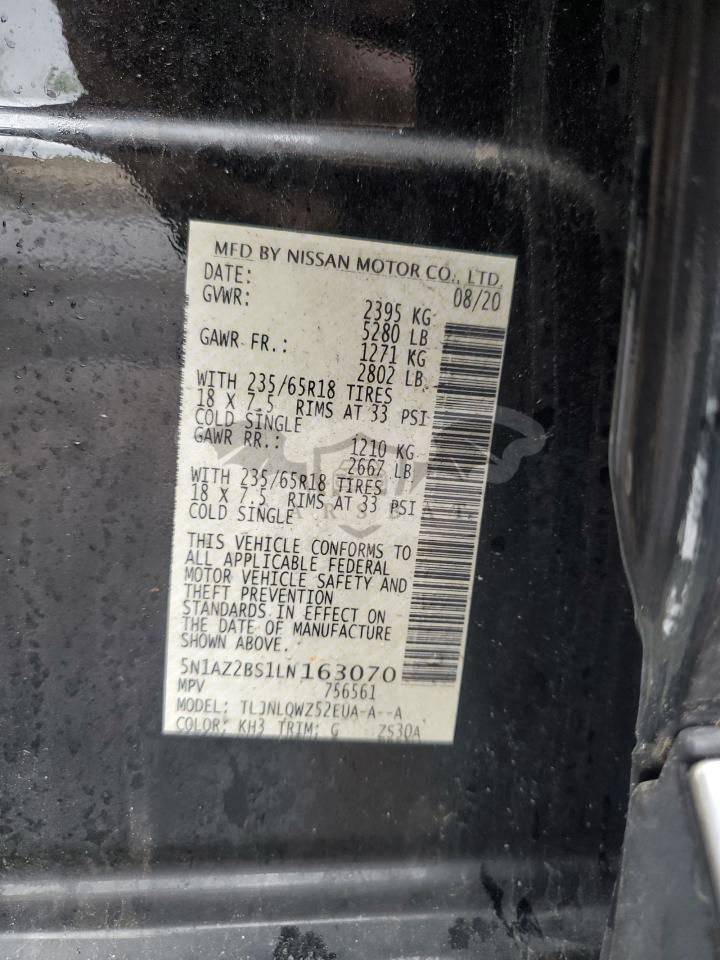 MFD BY NISSAN MOTOR CO., LTD.
DATE: 08/20
GVWR: 2395 KG
5280 LB
GAWR FR.: 1271 KG
2802 LB
WITH 235/65R18 TIRES
18 X 7.5 RIMS AT 33 PSI
COLD SINGLE
GAWR RR.: 1210 KG
2667 LB
WITH 235/65R18 TIRES
18 X 7.5 RIMS AT 33 PSI
COLD SINGLE
THIS VEHICLE CONFORMS TO
ALL APPLICABLE FEDERAL
MOTOR VEHICLE SAFETY AND
THEFT PREVENTION
STANDARDS IN EFFECT ON
THE DATE OF MANUFACTURE
SHOWN ABOVE.
5N1AZ2BS1LN163070
MPV 756561
MODEL: TLJNLQWZ52EUA-A--A
COLOR: KH3 TRIM: G ZS30A